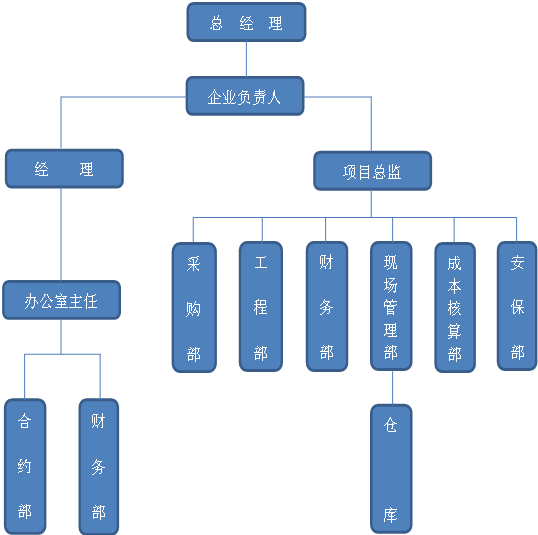 总 经 理
企业负责人
经 理
项目总监
采购部
工程部
财务部
现场管理部
成本核算部
安保部
办公室主任
合约部
财务部
仓库